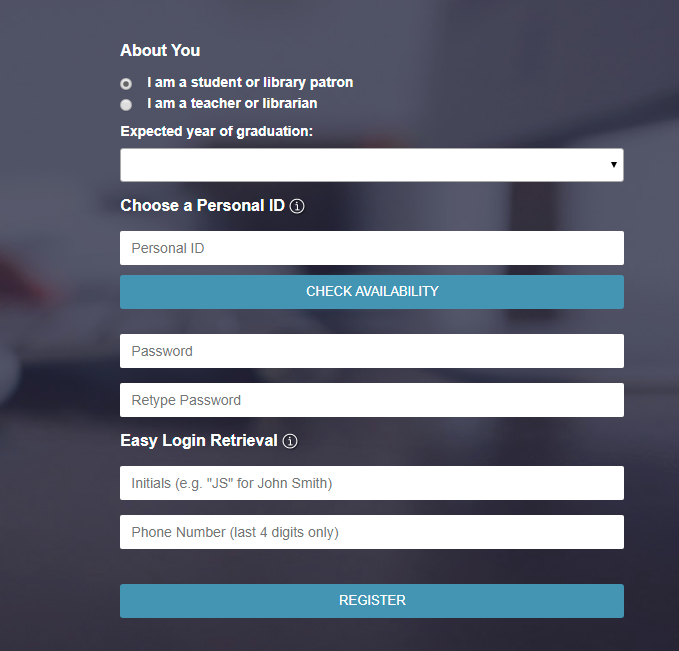 About You
I am a student or library patron
I am a teacher or librarian
Expected year of graduation:
Choose a Personal ID
Personal ID
CHECK AVAILABILITY
Password
Retype Password
Easy Login Retrieval
Initials (e.g. "JS" for John Smith)
Phone Number (last 4 digits only)
REGISTER